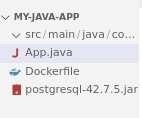 MY-JAVA-APP
src/main/java/co...
App.java
Dockerfile
postgresql-42.7.5.jar